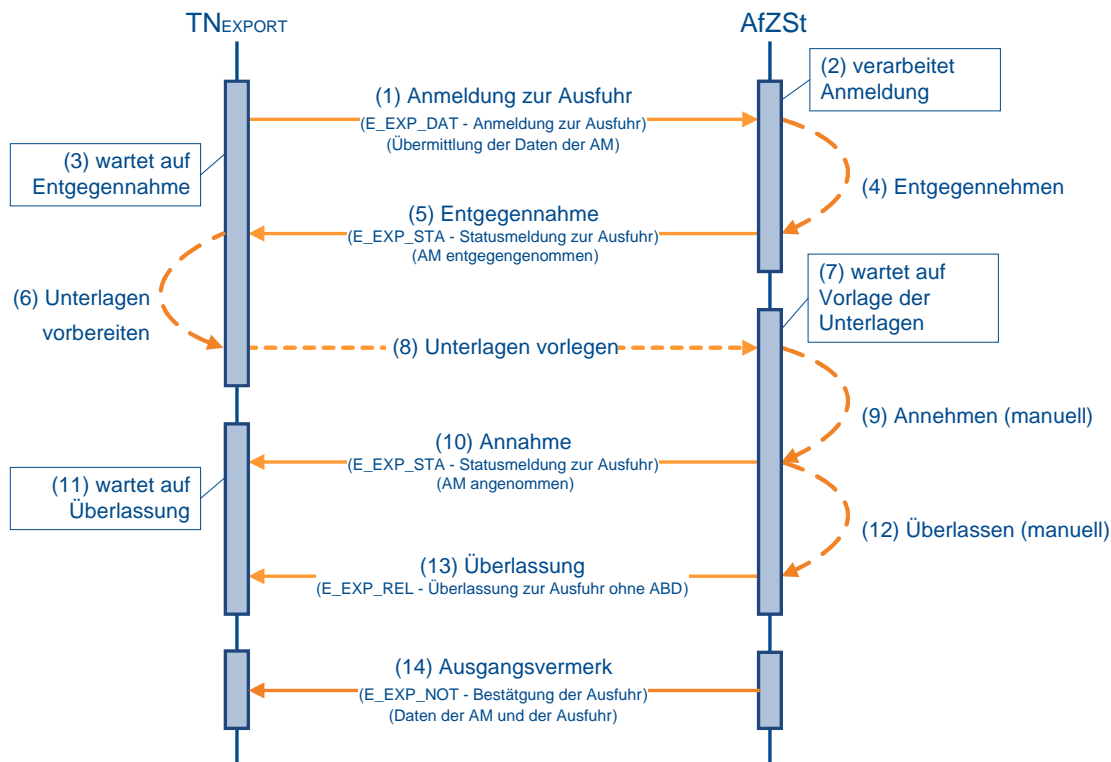 TNEXPORT
AfZSt
(2) verarbeitet
Anmeldung
(1) Anmeldung zur Ausfuhr
(E_EXP_DAT - Anmeldung zur Ausfuhr)
(Übermittlung der Daten der AM)
(3) wartet auf
Entgegennahme
(4) Entgegennehmen
(5) Entgegennahme
(E_EXP_STA - Statusmeldung zur Ausfuhr)
(AM entgegengenommen)
(7) wartet auf
Vorlage der
Unterlagen
(6) Unterlagen
vorbereiten
(8) Unterlagen vorlegen
(9) Annehmen (manuell)
(10) Annahme
(E_EXP_STA - Statusmeldung zur Ausfuhr)
(AM angenommen)
(11) wartet auf
Überlassung
(12) Überlassen (manuell)
(13) Überlassung
(E_EXP_REL - Überlassung zur Ausfuhr ohne ABD)
(14) Ausgangsvermerk
(E_EXP_NOT - Bestätgung der Ausfuhr)
(Daten der AM und der Ausfuhr)